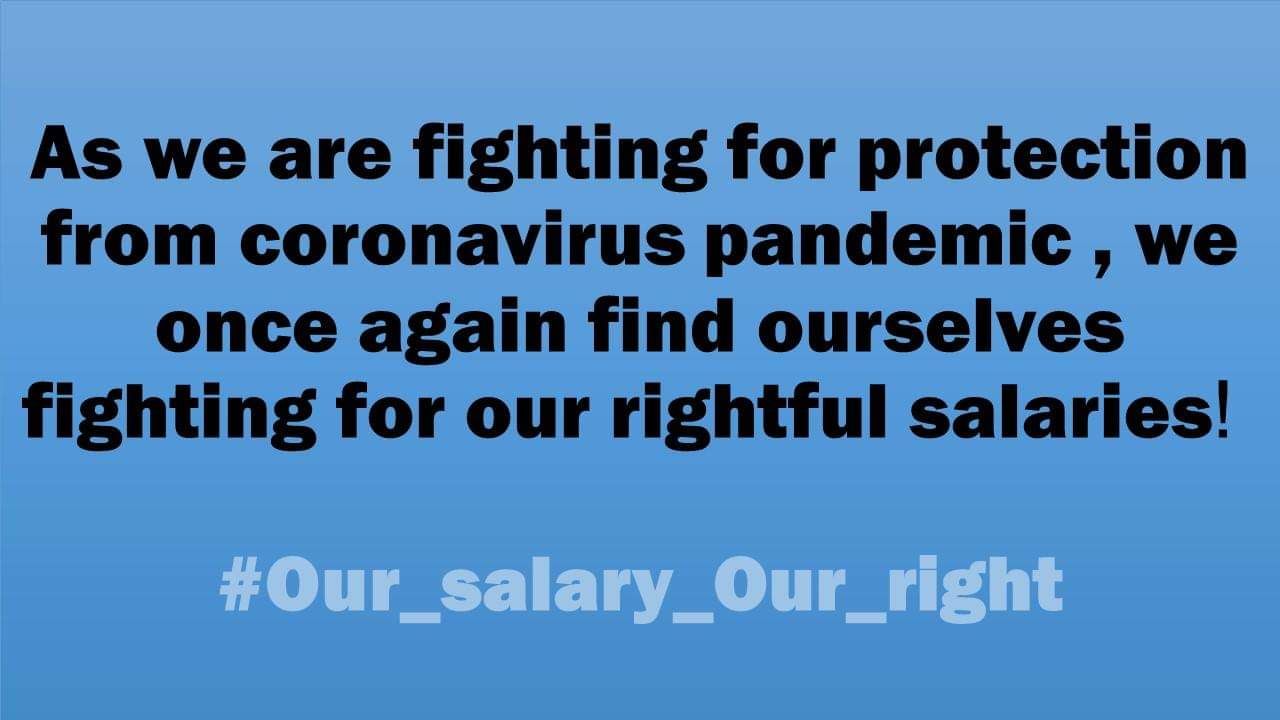 As we are fighting for protection
from coronavirus pandemic , we
once again find ourselves
fighting for our rightful salaries!
#Our_salary_Our_right